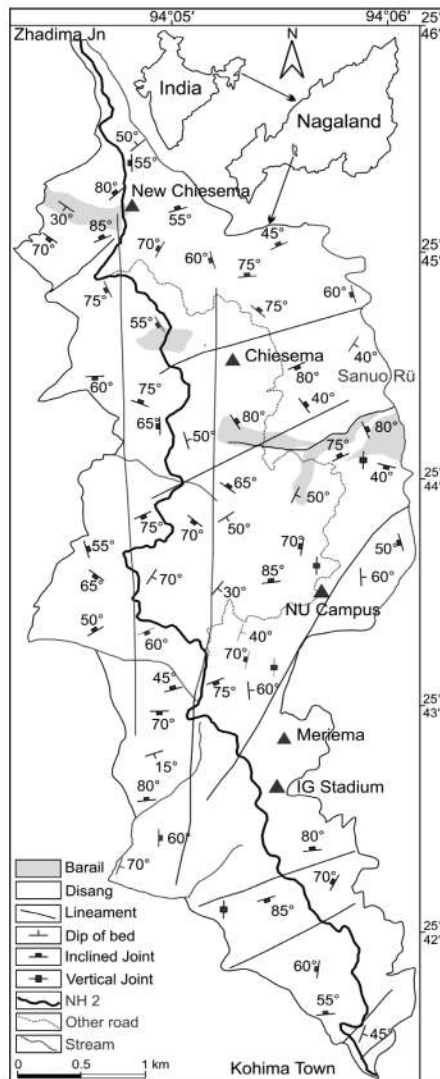 94°05′ 94°06′ 25°
46′
Zhadima Jn
N
India
Nagaland
50°
55°
80° New Chiesema
30° 55°
85° 45°
70° 70° 60° 25°
45′
75°
75° 60°
55°
40°
Chiesema
80° Sanuo Rü
60° 75° 40°
80° 80°
65° 50° 75°
65° 40° 25°
44′
50°
75° 70° 50°
55° 70° 50°
85°
65° 70° 60°
30° NU Campus
50°
60° 40°
70°
45° 75° 60° 25°
43′
70°
Meriema
15°
IG Stadium
80°
60° 80°
70° 70°
Barail
Disang 85°
Lineament 25°
42′
Dip of bed
Inclined Joint 60°
Vertical Joint
NH 2 55°
Other road
Stream 45°
0 0.5 1 km Kohima Town